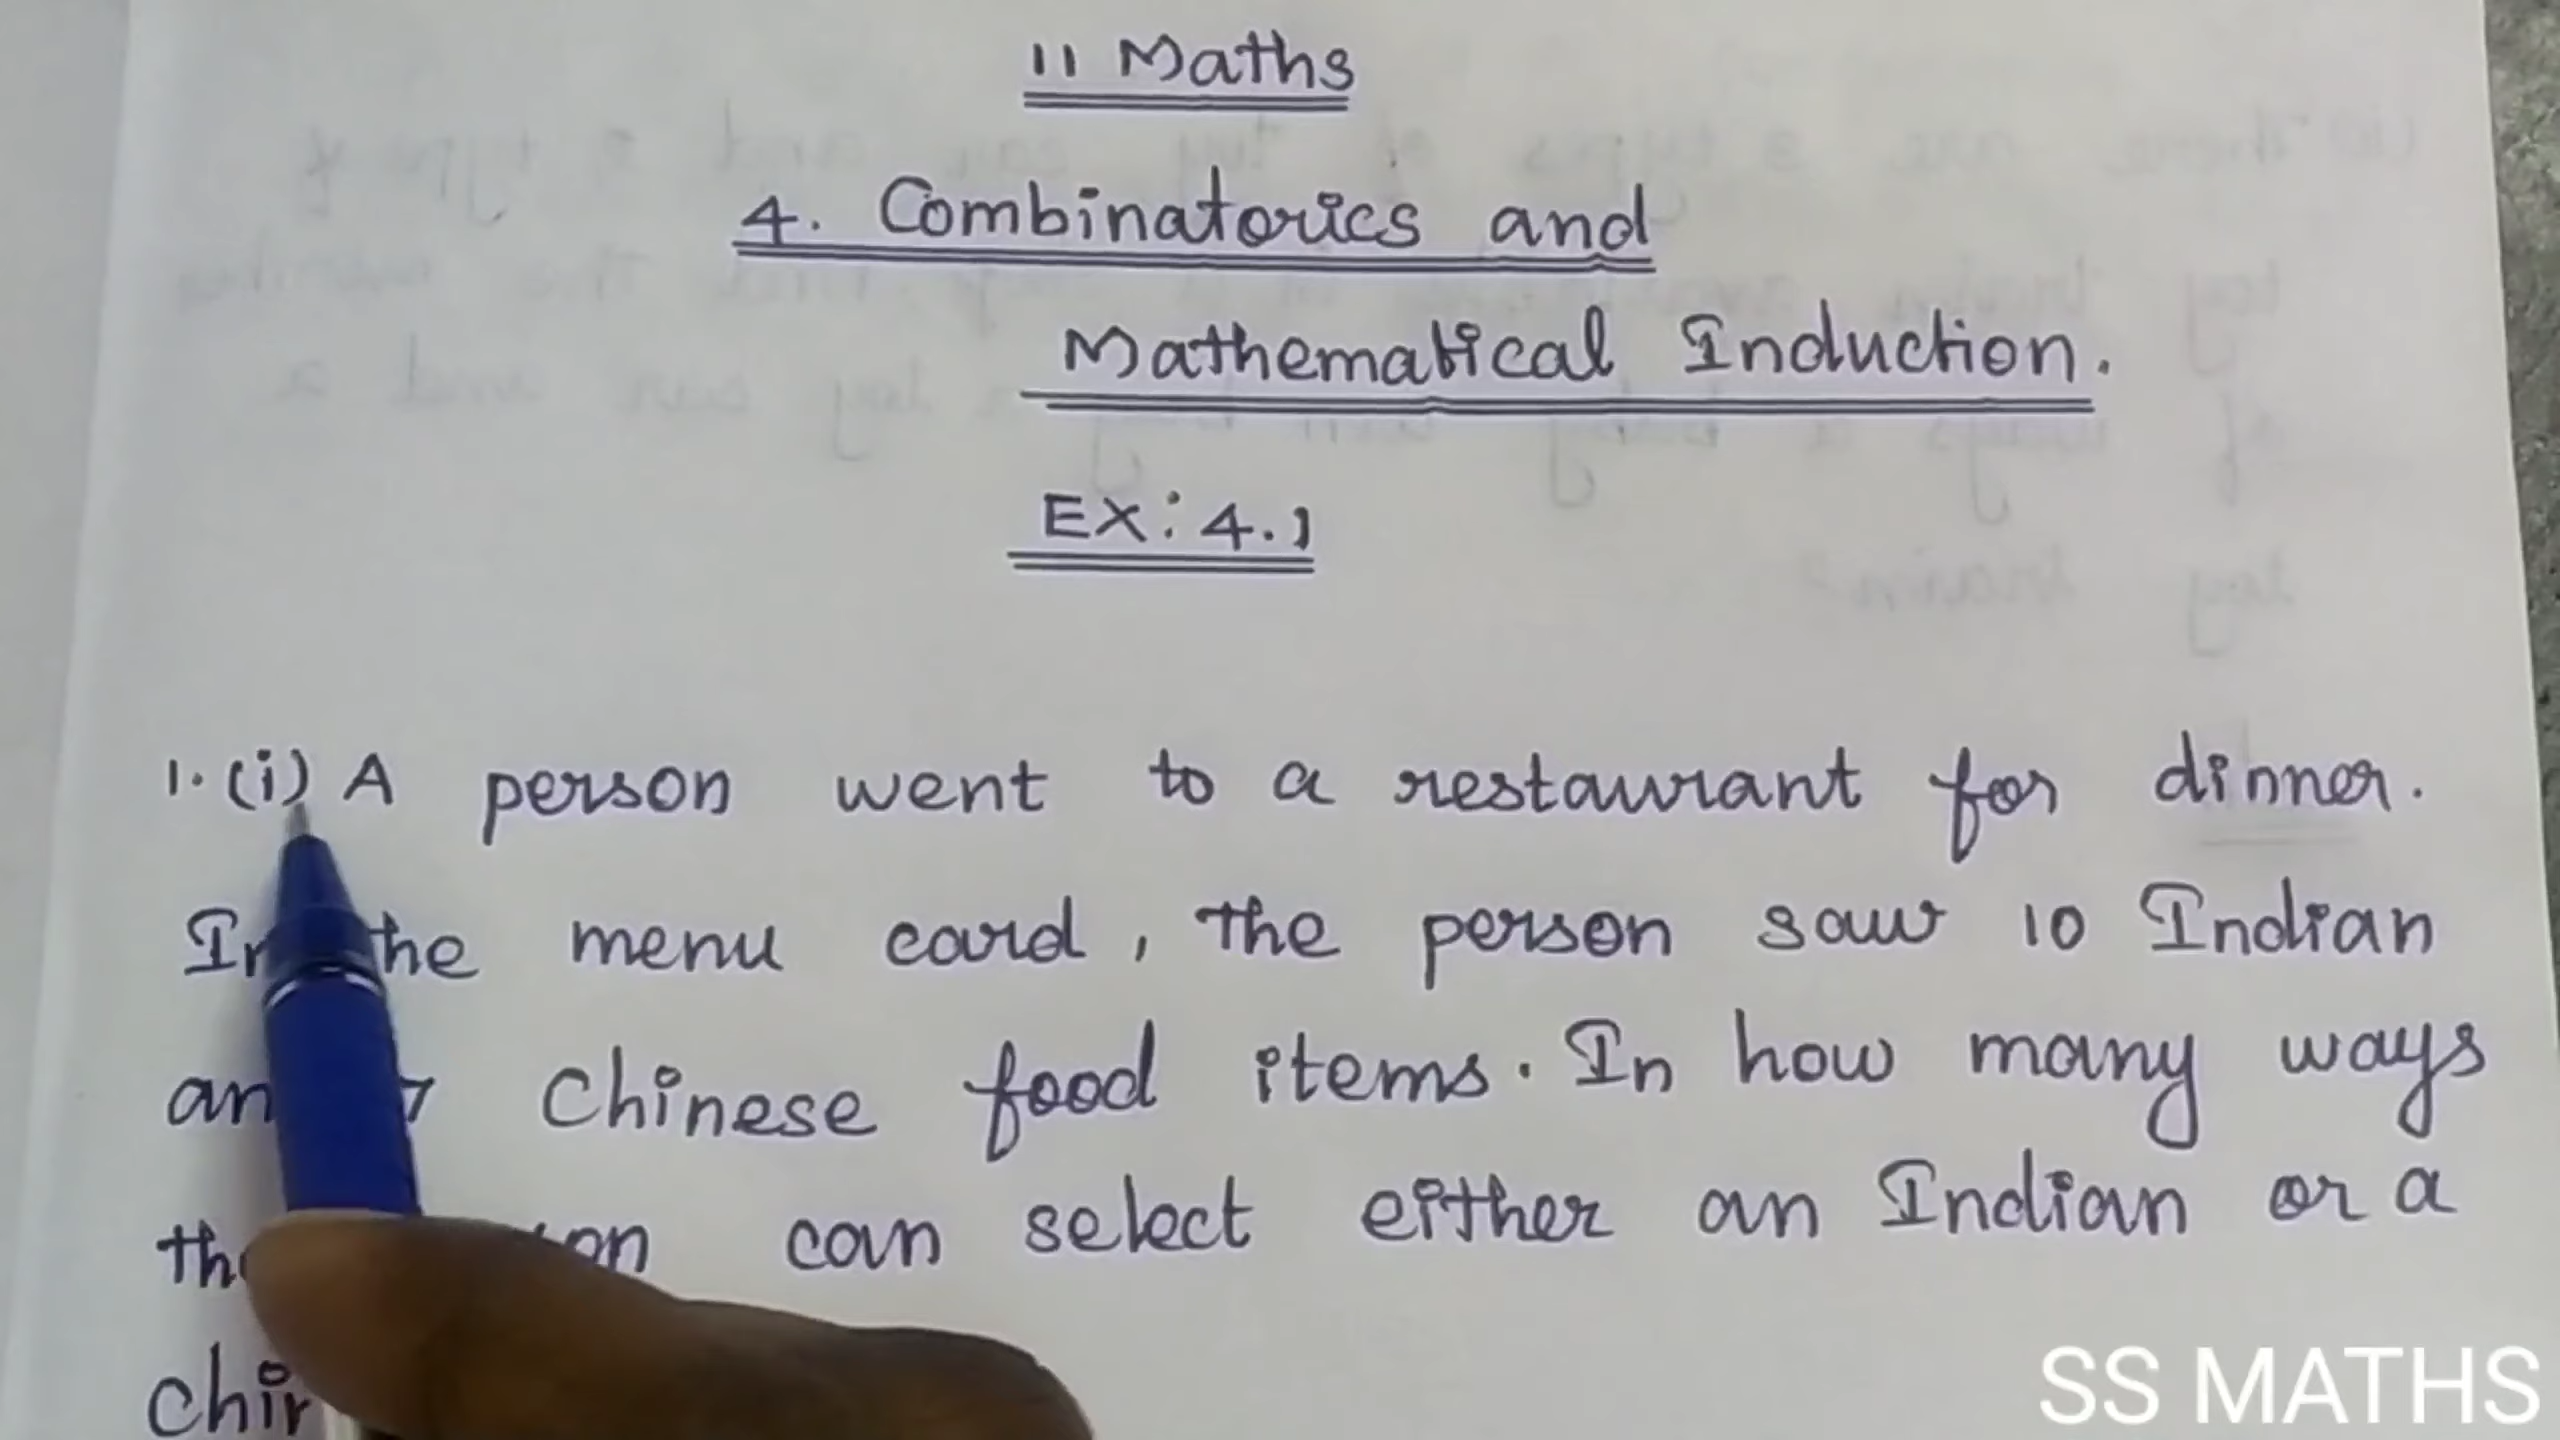 11 Maths
4. Combinatorics and
Mathematical Induction.
EX: 4.1
1. (i) A person went to a restaurant for dinner.
In the menu card, the person saw 10 Indian
7 Chinese food items. In how many ways
can select either an Indian or a
SS MATHS